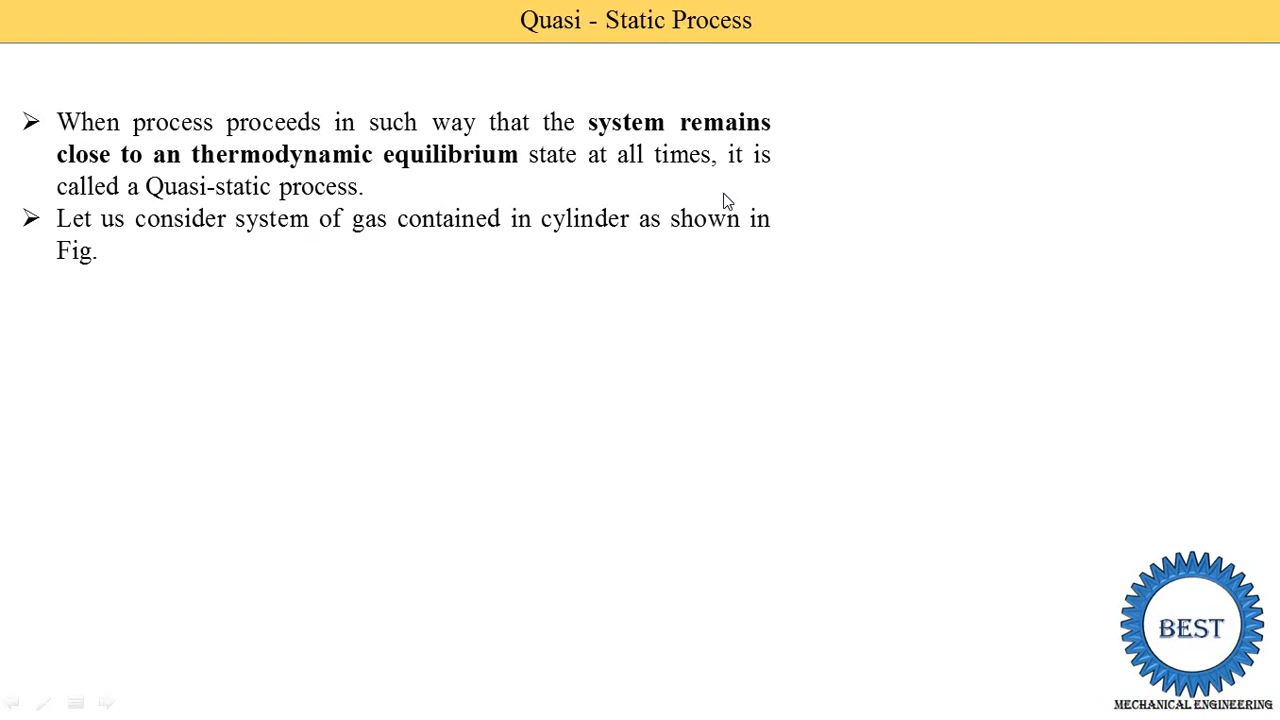 Quasi - Static Process
➢ When process proceeds in such way that the system remains
close to an thermodynamic equilibrium state at all times, it is
called a Quasi-static process.
➢ Let us consider system of gas contained in cylinder as shown in
Fig.
BEST
MECHANICAL ENGINEERING